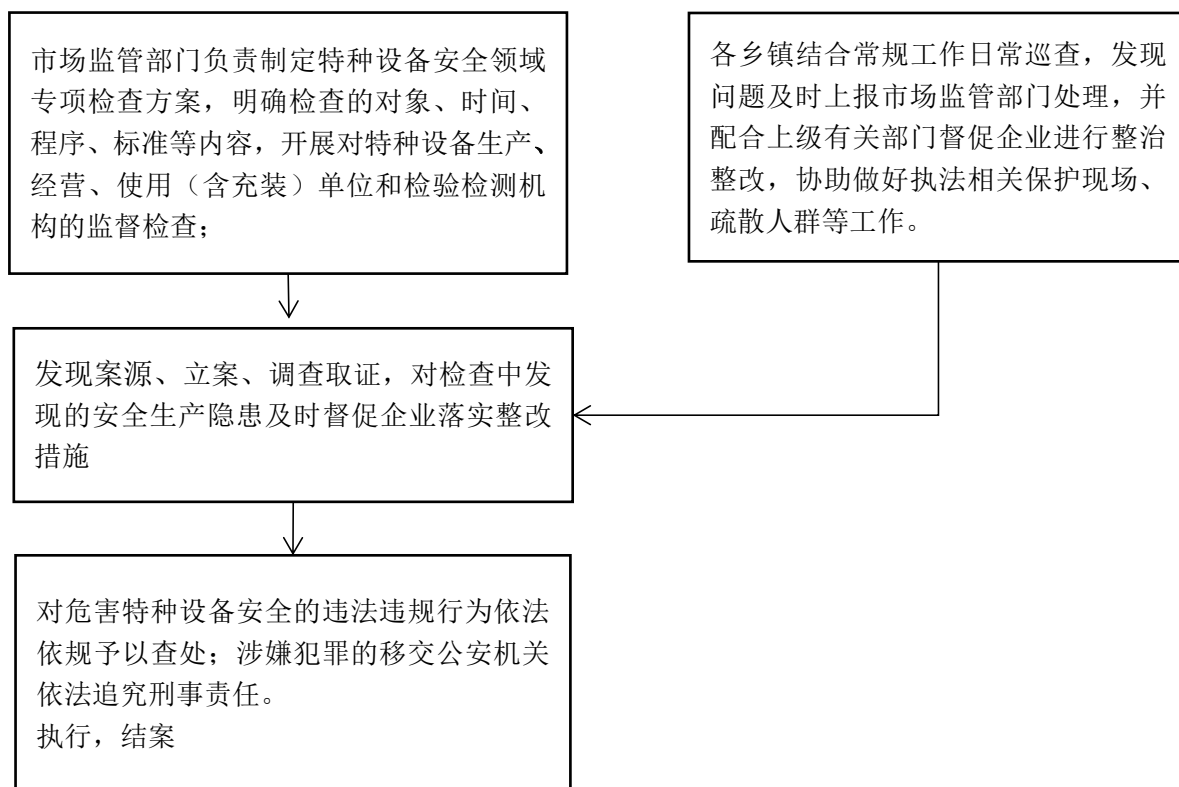 市场监管部门负责制定特种设备安全领域
专项检查方案，明确检查的对象、时间、
程序、标准等内容，开展对特种设备生产、
经营、使用（含充装）单位和检验检测机
构的监督检查；
各乡镇结合常规工作日常巡查，发现
问题及时上报市场监管部门处理，并
配合上级有关部门督促企业进行整治
整改，协助做好执法相关保护现场、
疏散人群等工作。
发现案源、立案、调查取证，对检查中发
现的安全生产隐患及时督促企业落实整改
措施
对危害特种设备安全的违法违规行为依法
依规予以查处；涉嫌犯罪的移交公安机关
依法追究刑事责任。
执行，结案